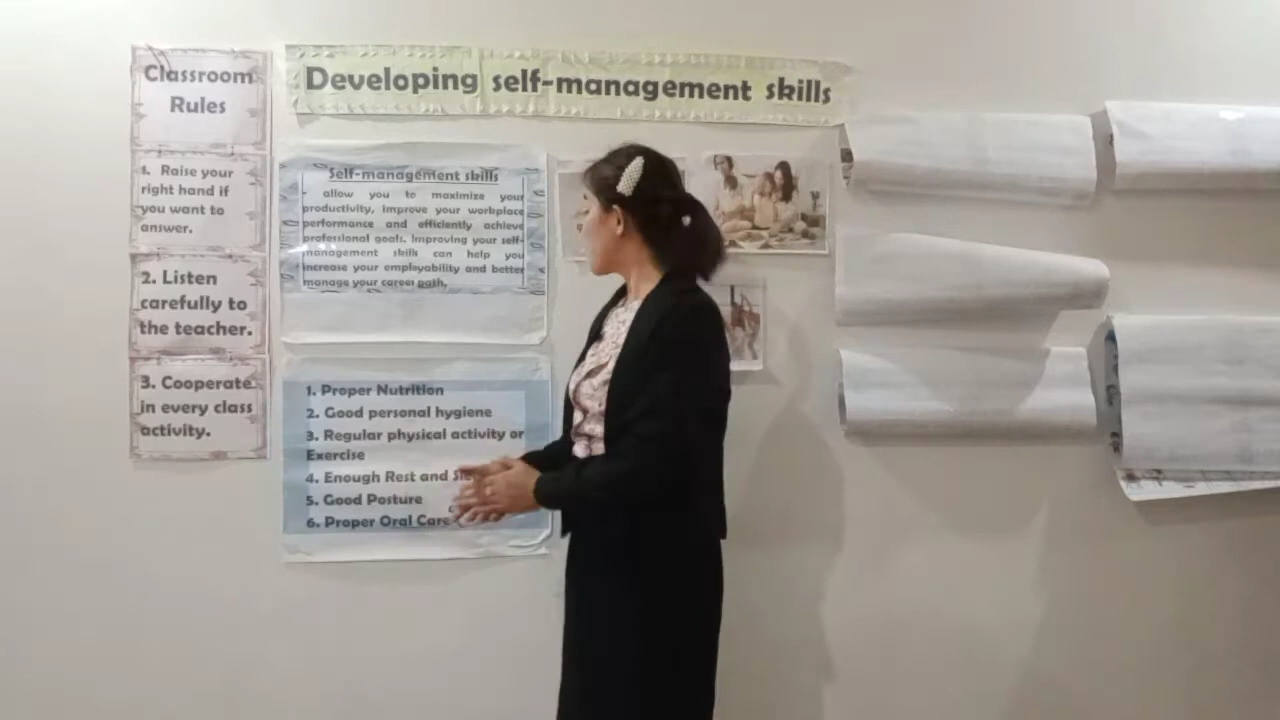 Classroom
Rules
1. Raise your
right hand if
you want to
answer.
2. Listen
carefully to
the teacher.
3. Cooperate
in every class
activity.
Developing self-management skills
Self-management skills
- allow you to maximize your
productivity, improve your workplace
performance and efficiently achieve
professional goals. Improving your self-
management skills can help you
increase your employability and better
manage your career path.
1. Proper Nutrition
2. Good personal hygiene
3. Regular physical activity or
Exercise
4. Enough Rest and
5. Good Posture
6. Proper Oral Care